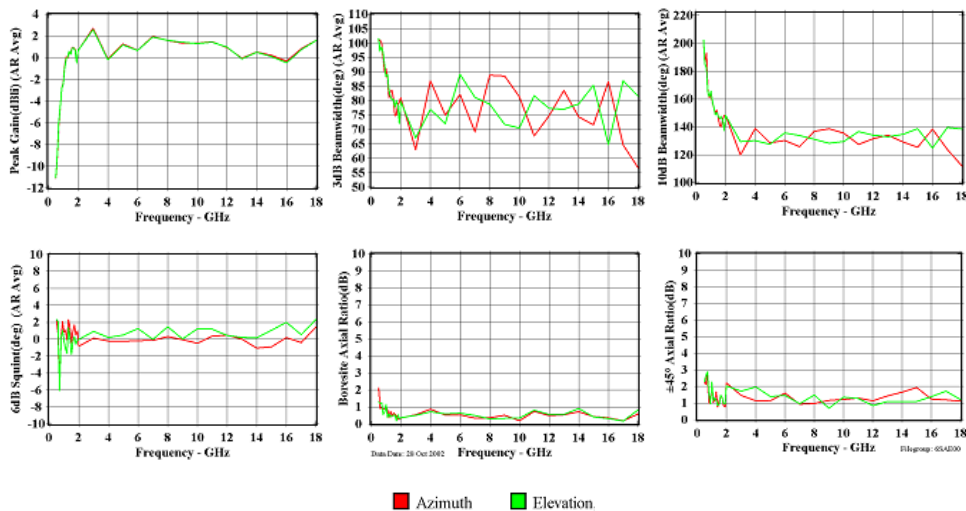 Peak Gain(dBi) (AR Avg)
4
2
0
-2
-4
-6
-8
-10
-12
0 2 4 6 8 10 12 14 16 18
Frequency - GHz
3dB Beamwidth(deg) (AR Avg)
110
105
100
95
90
85
80
75
70
65
60
55
50
0 2 4 6 8 10 12 14 16 18
Frequency - GHz
10dB Beamwidth(deg) (AR Avg)
220
200
180
160
140
120
100
0 2 4 6 8 10 12 14 16 18
Frequency - GHz
6dB Squint(deg) (AR Avg)
10
8
6
4
2
0
-2
-4
-6
-8
-10
0 2 4 6 8 10 12 14 16 18
Frequency - GHz
Boresite Axial Ratio(dB)
10
9
8
7
6
5
4
3
2
1
0
0 2 4 6 8 10 12 14 16 18
Data Date: 28 Oct 2002
Frequency - GHz
±45° Axial Ratio(dB)
10
9
8
7
6
5
4
3
2
1
0
0 2 4 6 8 10 12 14 16 18
Frequency - GHz
Filegroup:
Azimuth
Elevation